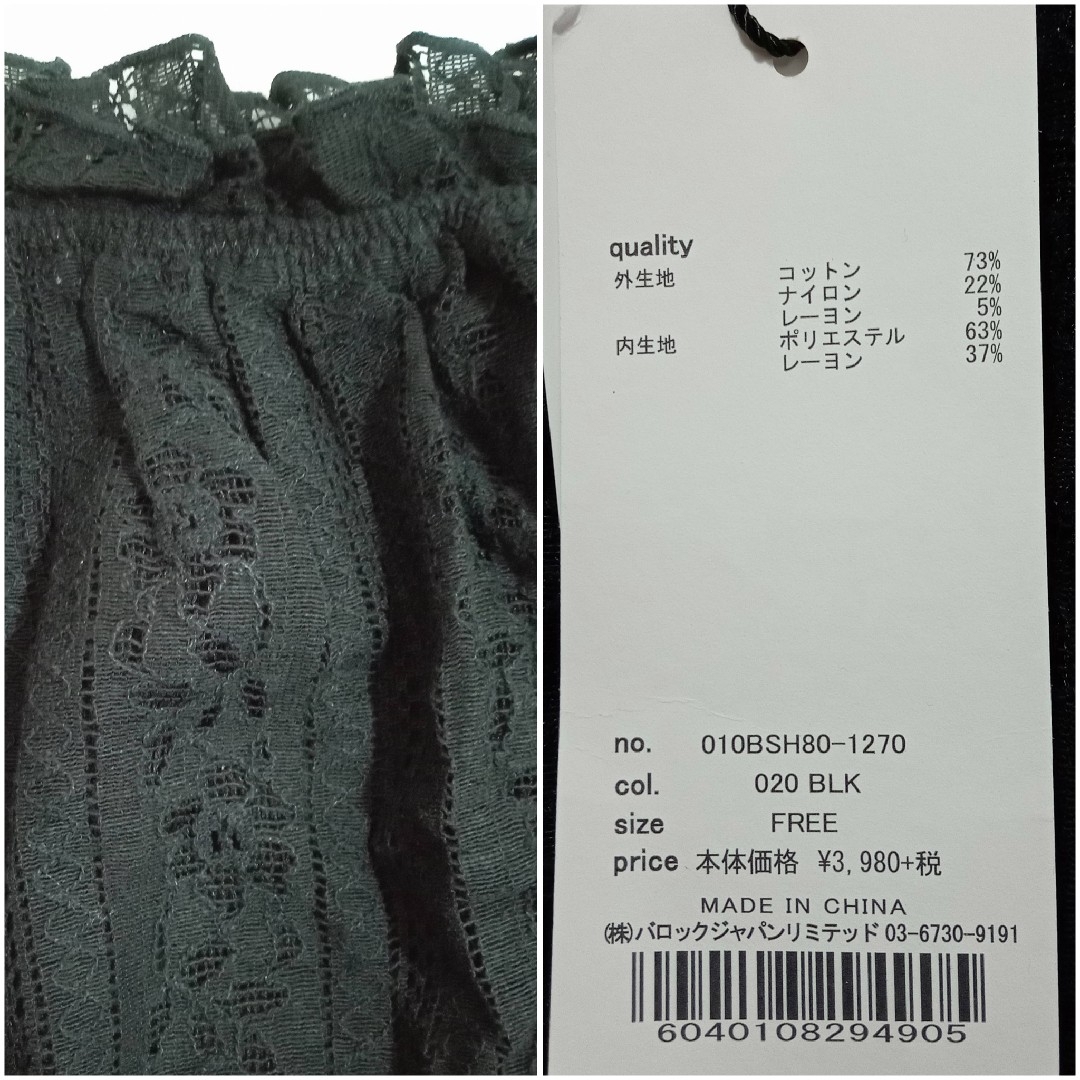 quality
外生地 コットン 73%
ナイロン 22%
レーヨン 5%
内生地 ポリエステル 63%
レーヨン 37%
no. 010BSH80-1270
col. 020 BLK
size FREE
price 本体価格 ¥3,980+税
MADE IN CHINA
㈱バロックジャパンリミテッド 03-6730-9191
6040108294905